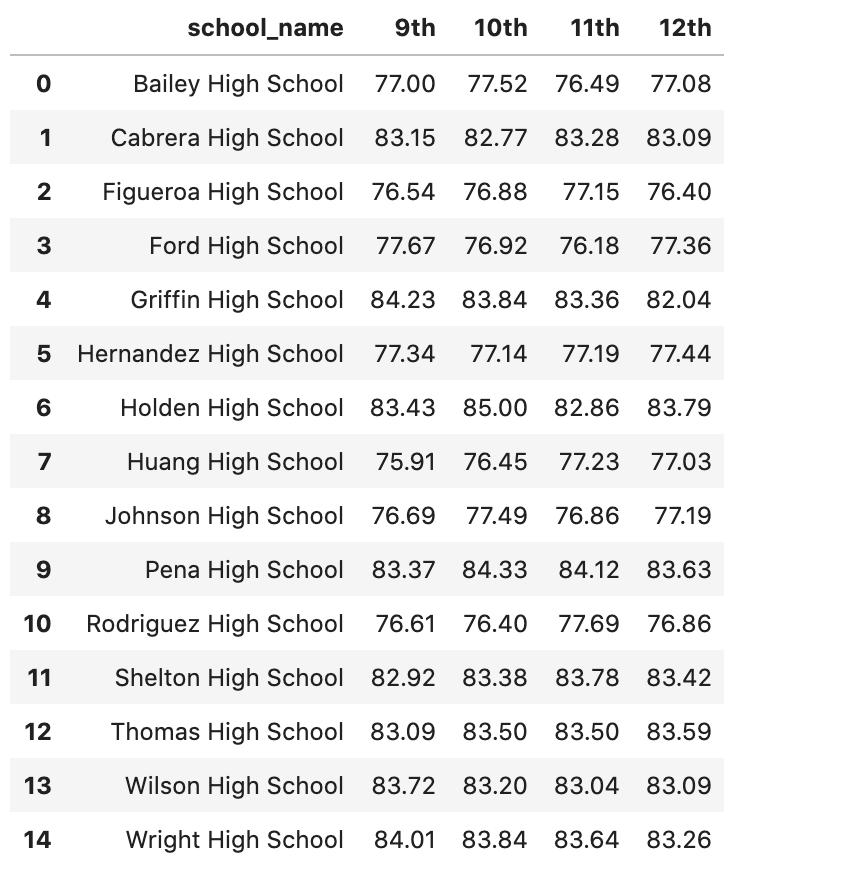 school_name 9th 10th 11th 12th
0 Bailey High School 77.00 77.52 76.49 77.08
1 Cabrera High School 83.15 82.77 83.28 83.09
2 Figueroa High School 76.54 76.88 77.15 76.40
3 Ford High School 77.67 76.92 76.18 77.36
4 Griffin High School 84.23 83.84 83.36 82.04
5 Hernandez High School 77.34 77.14 77.19 77.44
6 Holden High School 83.43 85.00 82.86 83.79
7 Huang High School 75.91 76.45 77.23 77.03
8 Johnson High School 76.69 77.49 76.86 77.19
9 Pena High School 83.37 84.33 84.12 83.63
10 Rodriguez High School 76.61 76.40 77.69 76.86
11 Shelton High School 82.92 83.38 83.78 83.42
12 Thomas High School 83.09 83.50 83.50 83.59
13 Wilson High School 83.72 83.20 83.04 83.09
14 Wright High School 84.01 83.84 83.64 83.26